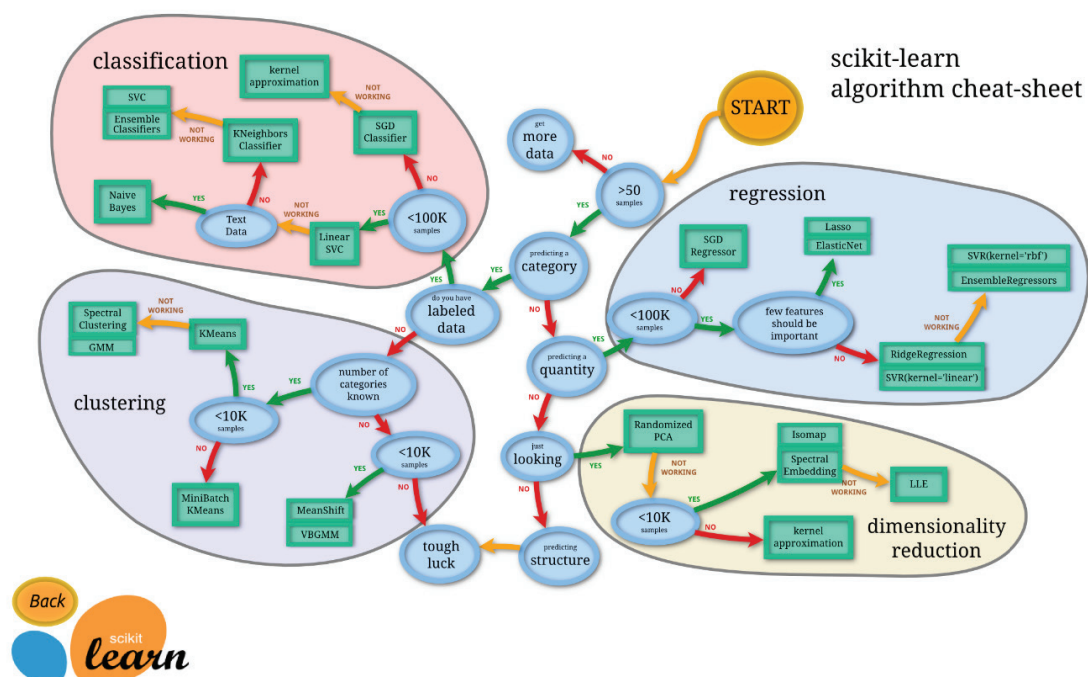 scikit-learn
algorithm cheat-sheet
START
classification
kernel
approximation
NOT
WORKING
SVC
Ensemble
Classifiers
NOT
WORKING
KNeighbors
Classifier
SGD
Classifier
NO
NO
Naive
Bayes
YES
Text
Data
NOT
WORKING
Linear
SVC
YES
<100K
samples
YES
get
more
data
NO
>50
samples
YES
predicting a
category
YES
do you have
labeled
data
NO
NO
predicting a
quantity
YES
NO
just
looking
YES
NO
predicting
structure
tough
luck
regression
SGD
Regressor
NO
<100K
samples
YES
few features
should be
important
YES
Lasso
ElasticNet
NO
RidgeRegression
SVR(kernel='linear')
NOT
WORKING
SVR(kernel='rbf')
EnsembleRegressors
clustering
Spectral
Clustering
GMM
NOT
WORKING
KMeans
YES
number of
categories
known
YES
<10K
samples
NO
MiniBatch
KMeans
NO
<10K
samples
YES
NO
MeanShift
VBGMM
Randomized
PCA
NOT
WORKING
<10K
samples
YES
NO
Isomap
Spectral
Embedding
NOT
WORKING
LLE
kernel
approximation
dimensionality
reduction
Back
scikit
learn